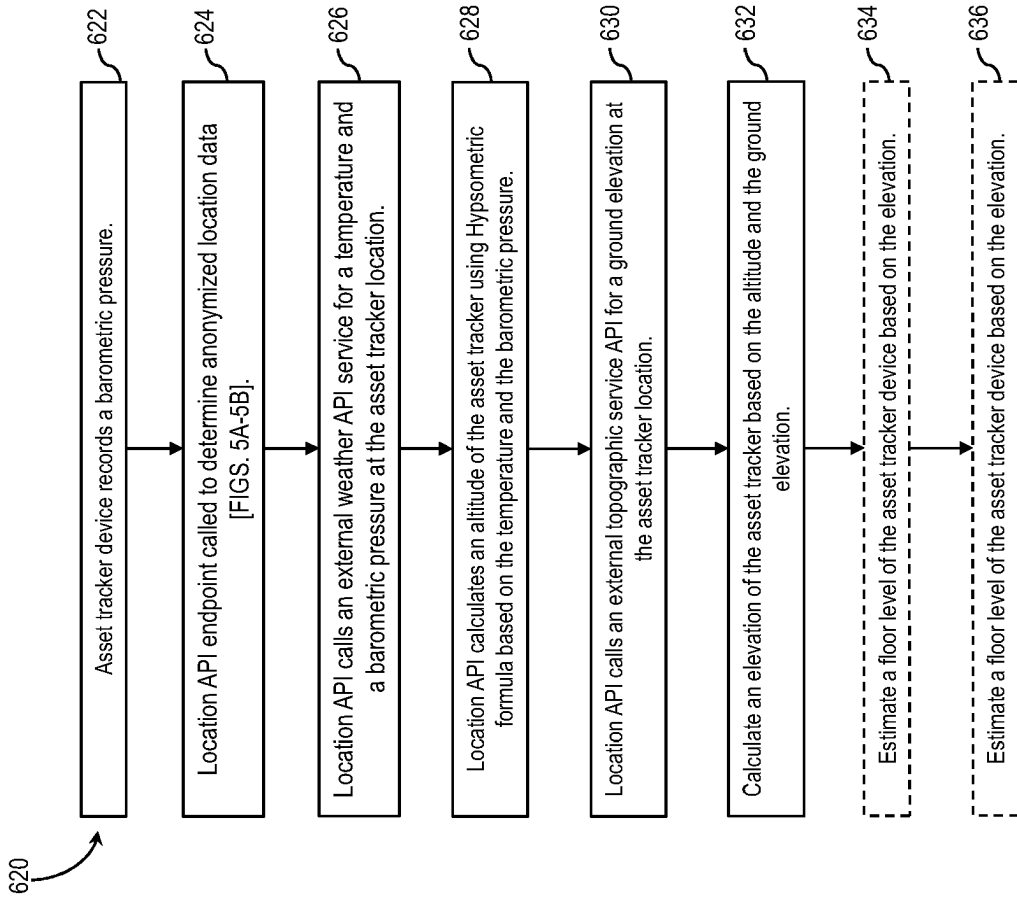 620
Asset tracker device records a barometric pressure.
622
Location API endpoint called to determine anonymized location data
[FIGS. 5A-5B].
624
Location API calls an external weather API service for a temperature and
a barometric pressure at the asset tracker location.
626
Location API calculates an altitude of the asset tracker using Hypsometric
formula based on the temperature and the barometric pressure.
628
Location API calls an external topographic service API for a ground elevation at
the asset tracker location.
630
Calculate an elevation of the asset tracker based on the altitude and the ground
elevation.
632
Estimate a floor level of the asset tracker device based on the elevation.
634
Estimate a floor level of the asset tracker device based on the elevation.
636